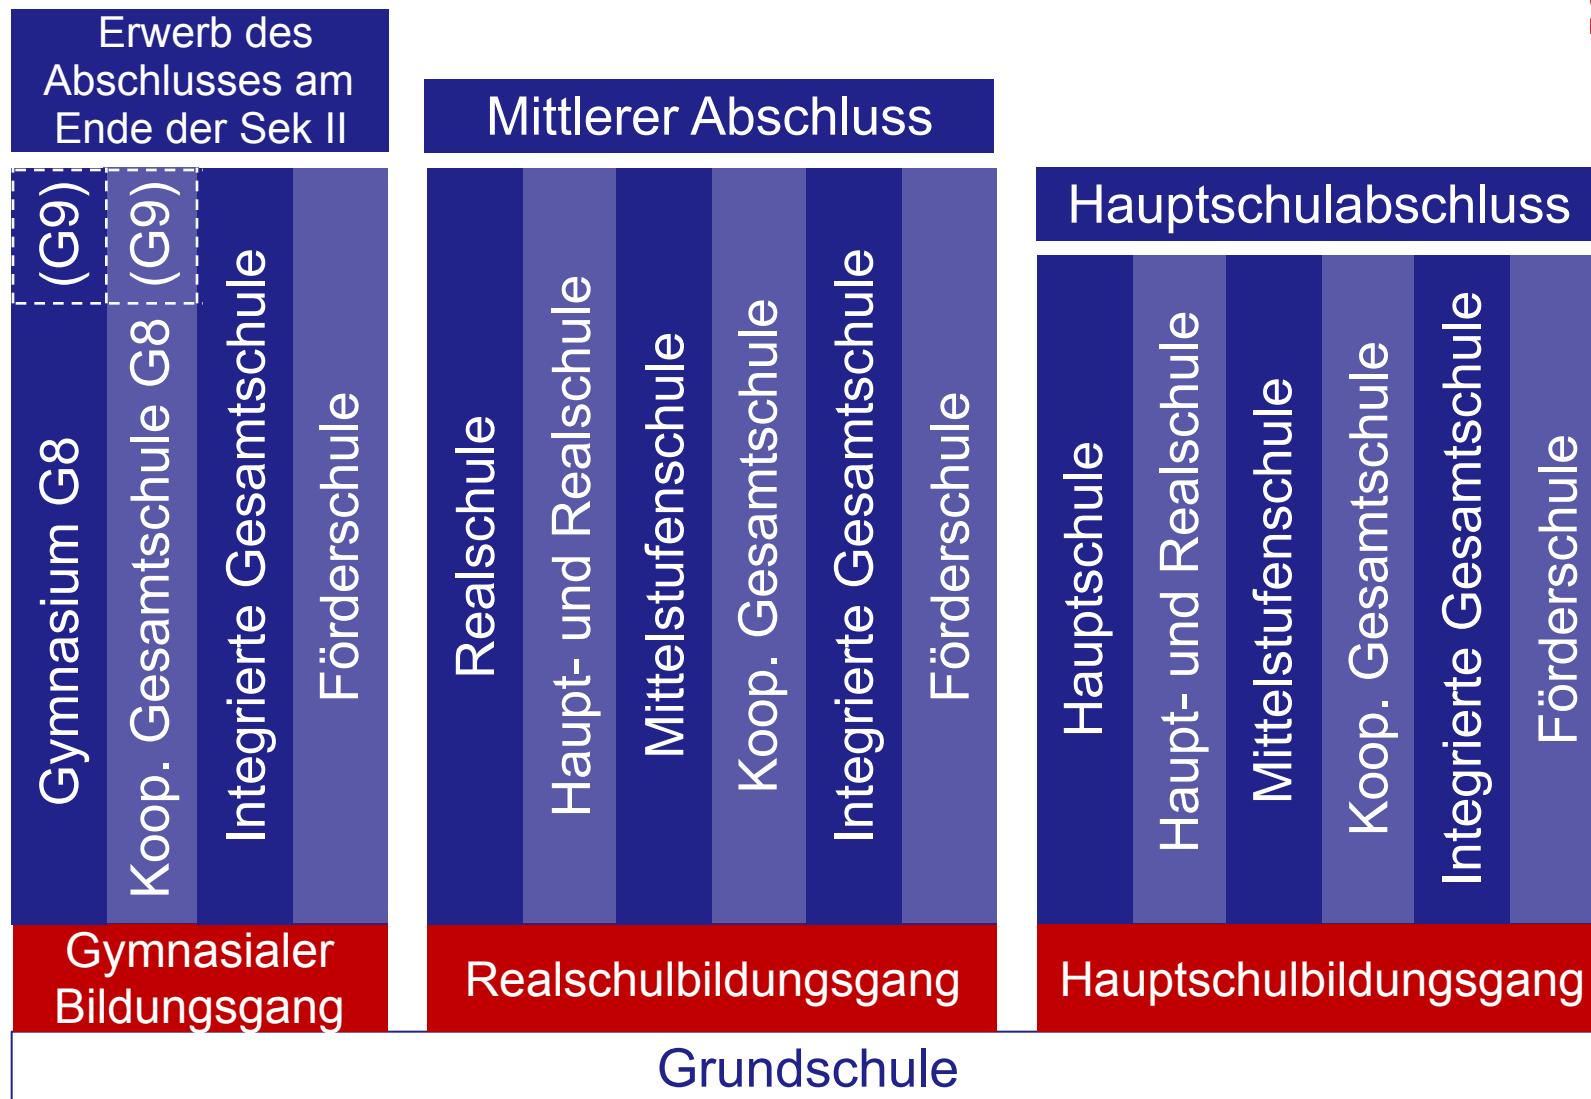 Erwerb des
Abschlusses am
Ende der Sek II
Mittlerer Abschluss
Hauptschulabschluss
(G9)
(G9)
Gymnasium G8
Koop. Gesamtschule G8
Integrierte Gesamtschule
Förderschule
Realschule
Haupt- und Realschule
Mittelstufenschule
Koop. Gesamtschule
Integrierte Gesamtschule
Förderschule
Hauptschule
Haupt- und Realschule
Mittelstufenschule
Koop. Gesamtschule
Integrierte Gesamtschule
Förderschule
Gymnasialer
Bildungsgang
Realschulbildungsgang
Hauptschulbildungsgang
Grundschule